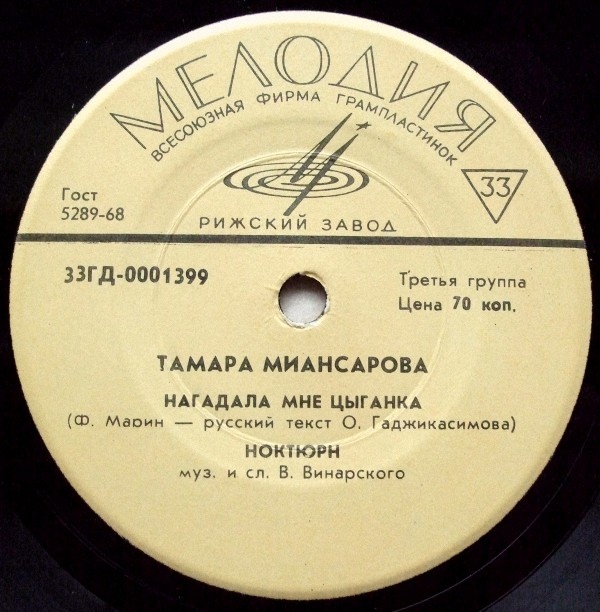 МЕЛОДИЯ
ВСЕСОЮЗНАЯ ФИРМА ГРАМПЛАСТИНОК
33
Гост
5289-68
РИЖСКИЙ ЗАВОД
33ГД-0001399
Третья группа
Цена 70 коп.
ТАМАРА МИАНСАРОВА
НАГАДАЛА МНЕ ЦЫГАНКА
(Ф. Марин — русский текст О. Гаджикасимова)
НОКТЮРН
муз. и сл. В. Винарского